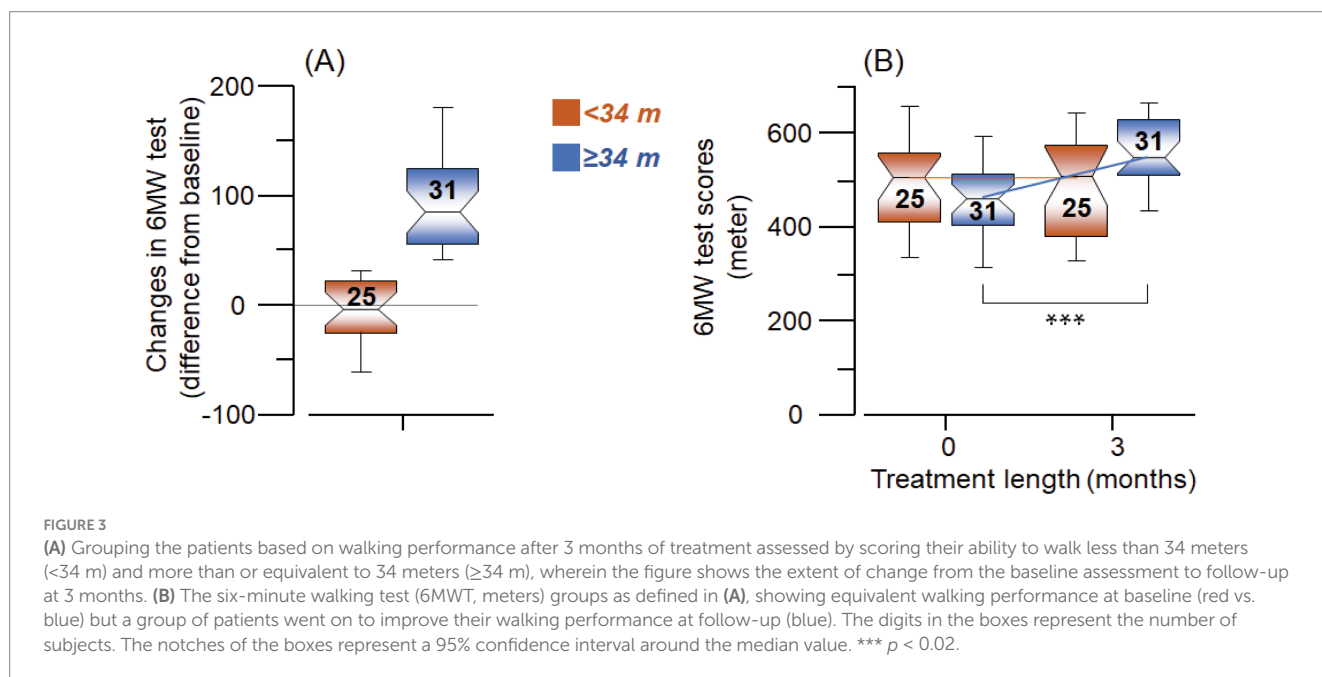 (A)
Changes in 6MW test
(difference from baseline)
200
100
0
-100
25
31
<34 m
≥34 m
(B)
6MW test scores
(meter)
600
400
200
0
25
31
25
31
***
0
3
Treatment length (months)
FIGURE 3
(A) Grouping the patients based on walking performance after 3 months of treatment assessed by scoring their ability to walk less than 34 meters
(<34 m) and more than or equivalent to 34 meters (≥34 m), wherein the figure shows the extent of change from the baseline assessment to follow-up
at 3 months. (B) The six-minute walking test (6MWT, meters) groups as defined in (A), showing equivalent walking performance at baseline (red vs.
blue) but a group of patients went on to improve their walking performance at follow-up (blue). The digits in the boxes represent the number of
subjects. The notches of the boxes represent a 95% confidence interval around the median value. *** p < 0.02.